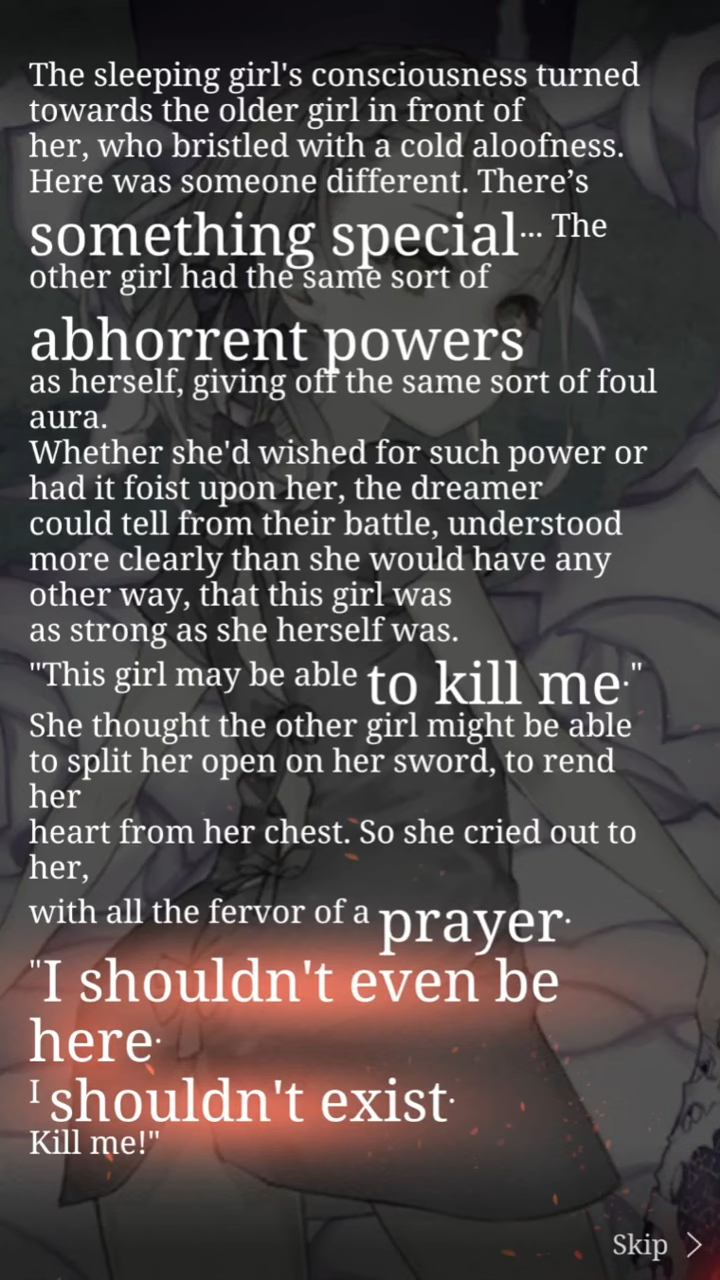 The sleeping girl's consciousness turned
towards the older girl in front of
her, who bristled with a cold aloofness.
Here was someone different. There’s
something special... The
other girl had the same sort of
abhorrent powers
as herself, giving off the same sort of foul
aura.
Whether she'd wished for such power or
had it foist upon her, the dreamer
could tell from their battle, understood
more clearly than she would have any
other way, that this girl was
as strong as she herself was.
"This girl may be able to kill me."
She thought the other girl might be able
to split her open on her sword, to rend
her
heart from her chest. So she cried out to
her,
with all the fervor of a prayer.
"I shouldn't even be
here.
I shouldn't exist.
Kill me!"
Skip >